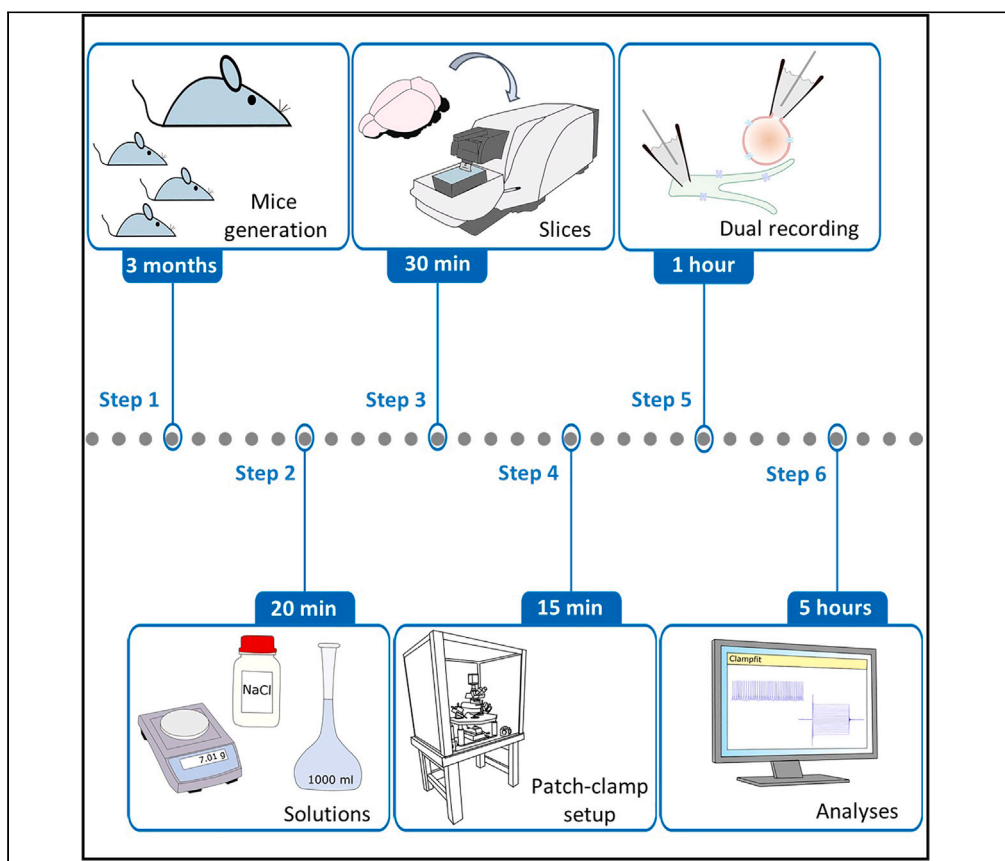 Mice
generation
3 months
Slices
30 min
Dual recording
1 hour
Step 1
Step 3
Step 5
Step 2
Step 4
Step 6
20 min
NaCl
7.01 g
1000 ml
Solutions
15 min
Patch-clamp
setup
5 hours
Clampfit
Analyses